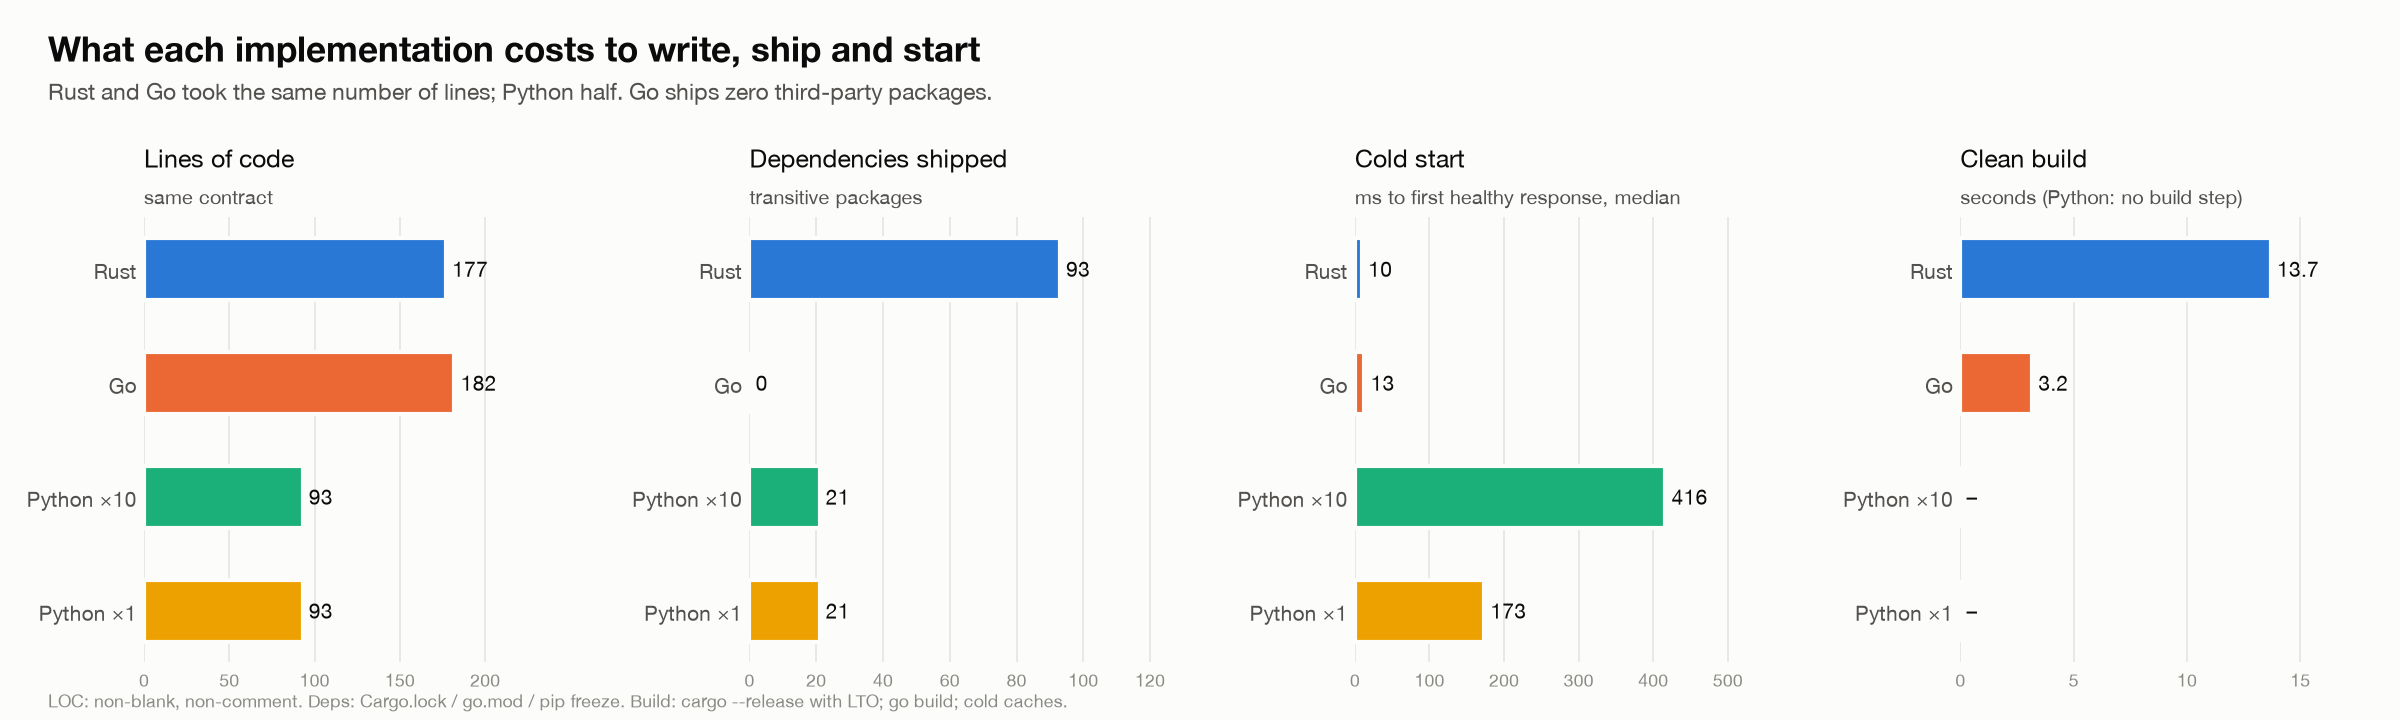 What each implementation costs to write, ship and start
Rust and Go took the same number of lines; Python half. Go ships zero third-party packages.
Lines of code
same contract
Rust 177
Go 182
Python ×10 93
Python ×1 93
0 50 100 150 200
Dependencies shipped
transitive packages
Rust 93
Go 0
Python ×10 21
Python ×1 21
0 20 40 60 80 100 120
Cold start
ms to first healthy response, median
Rust 10
Go 13
Python ×10 416
Python ×1 173
0 100 200 300 400 500
Clean build
seconds (Python: no build step)
Rust 13.7
Go 3.2
Python ×10 –
Python ×1 –
0 5 10 15
LOC: non-blank, non-comment. Deps: Cargo.lock / go.mod / pip freeze. Build: cargo --release with LTO; go build; cold caches.